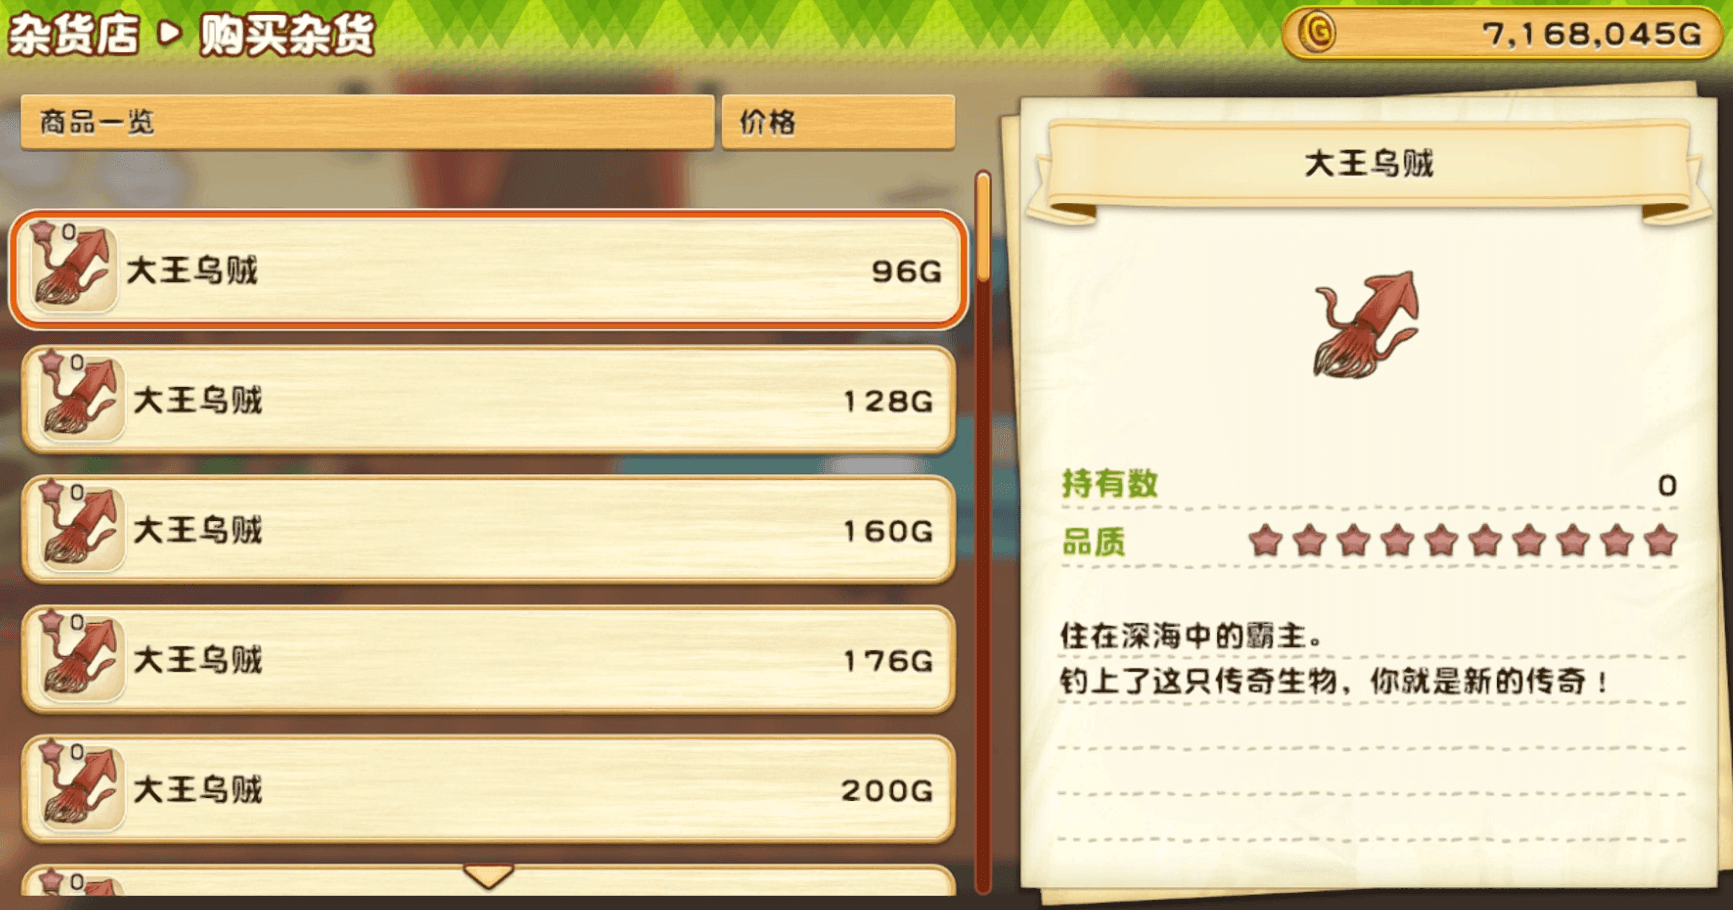 杂货店 ▶ 购买杂货
7,168,045G
商品一览 价格
0 大王乌贼 96G
0 大王乌贼 128G
0 大王乌贼 160G
0 大王乌贼 176G
0 大王乌贼 200G
0
大王乌贼
持有数 0
品质
住在深海中的霸主。
钓上了这只传奇生物，你就是新的传奇！